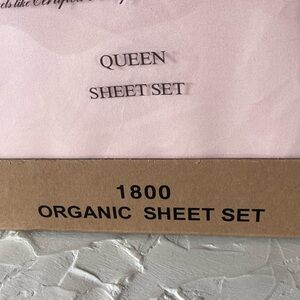 QUEEN
SHEET SET
1800
ORGANIC SHEET SET